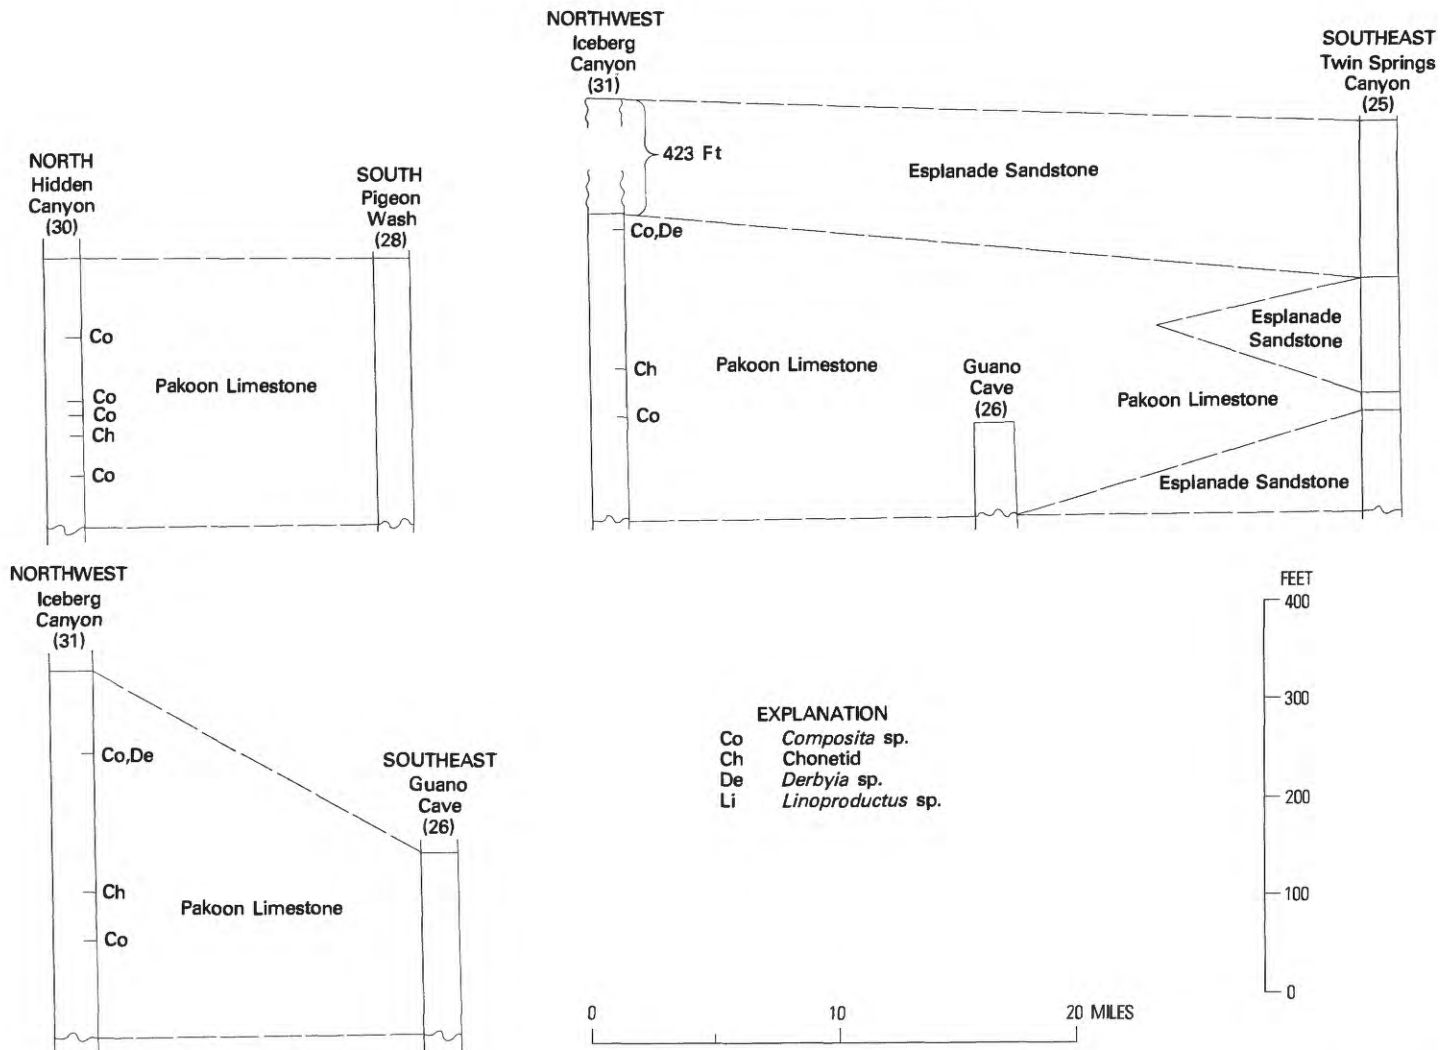 NORTH
Hidden
Canyon
(30)
SOUTH
Pigeon
Wash
(28)
Co
Co
Co
Ch
Co
Pakoon Limestone
NORTHWEST
Iceberg
Canyon
(31)
SOUTHEAST
Twin Springs
Canyon
(25)
423 Ft
Esplanade Sandstone
Co,De
Ch
Co
Pakoon Limestone
Guano
Cave
(26)
Esplanade
Sandstone
Pakoon Limestone
Esplanade Sandstone
NORTHWEST
Iceberg
Canyon
(31)
Co,De
Ch
Co
Pakoon Limestone
SOUTHEAST
Guano
Cave
(26)
EXPLANATION
Co Composita sp.
Ch Chonetid
De Derbyia sp.
Li Linoproductus sp.
FEET
400
300
200
100
0
0 10 20 MILES